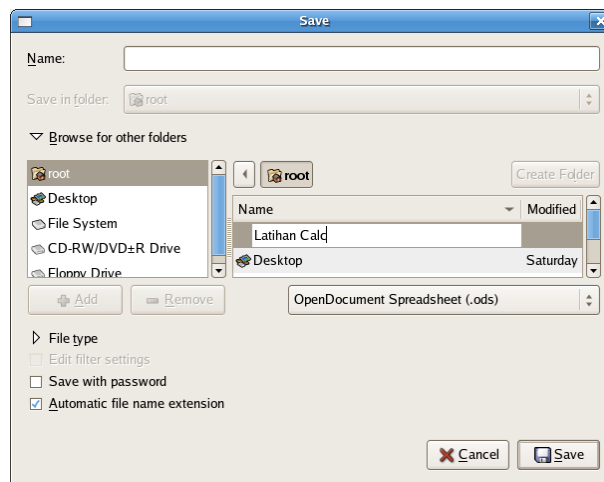 Save
Name:
Save in folder: root
Browse for other folders
root
Desktop
File System
CD-RW/DVD±R Drive
Floppy Drive
root
Create Folder
Name Modified
Latihan Calc
Desktop Saturday
Add Remove
OpenDocument Spreadsheet (.ods)
File type
Edit filter settings
Save with password
Automatic file name extension
Cancel Save